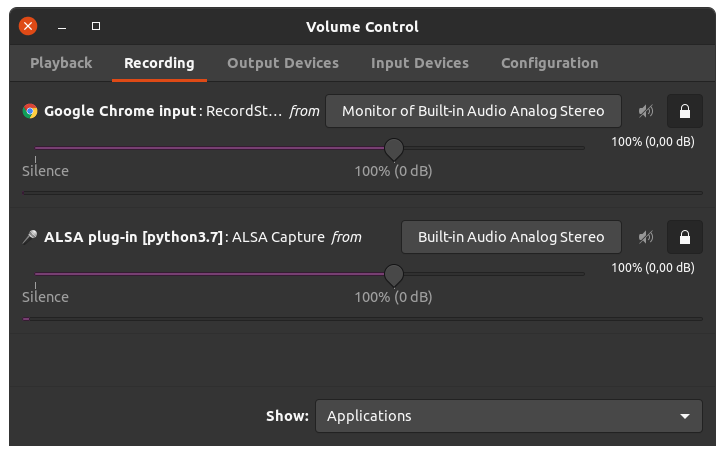 Volume Control
Playback Recording Output Devices Input Devices Configuration
Google Chrome input: RecordSt... from Monitor of Built-in Audio Analog Stereo
100% (0,00 dB)
Silence 100% (0 dB)
ALSA plug-in [python3.7]: ALSA Capture from Built-in Audio Analog Stereo
100% (0,00 dB)
Silence 100% (0 dB)
Show: Applications